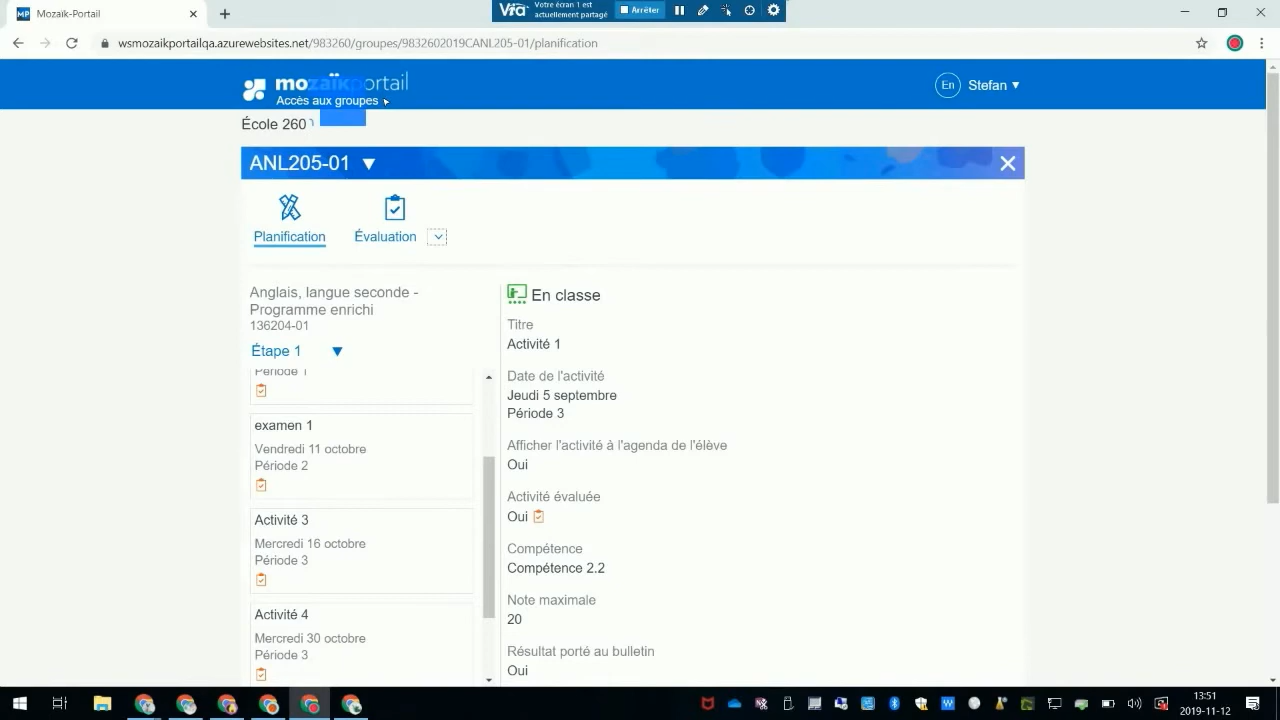 MP Mozaïk-Portail
Via
Votre écran 1 est
actuellement partagé
Arrêter
wsmozaikportailqa.azurewebsites.net/983260/groupes/9832602019CANL205-01/planification
mozaïkportail
Accès aux groupes
En Stefan
École 260
ANL205-01
Planification
Évaluation
Anglais, langue seconde -
Programme enrichi
136204-01
Étape 1
Période 1
examen 1
Vendredi 11 octobre
Période 2
Activité 3
Mercredi 16 octobre
Période 3
Activité 4
Mercredi 30 octobre
Période 3
En classe
Titre
Activité 1
Date de l'activité
Jeudi 5 septembre
Période 3
Afficher l'activité à l'agenda de l'élève
Oui
Activité évaluée
Oui
Compétence
Compétence 2.2
Note maximale
20
Résultat porté au bulletin
Oui
13:51
2019-11-12